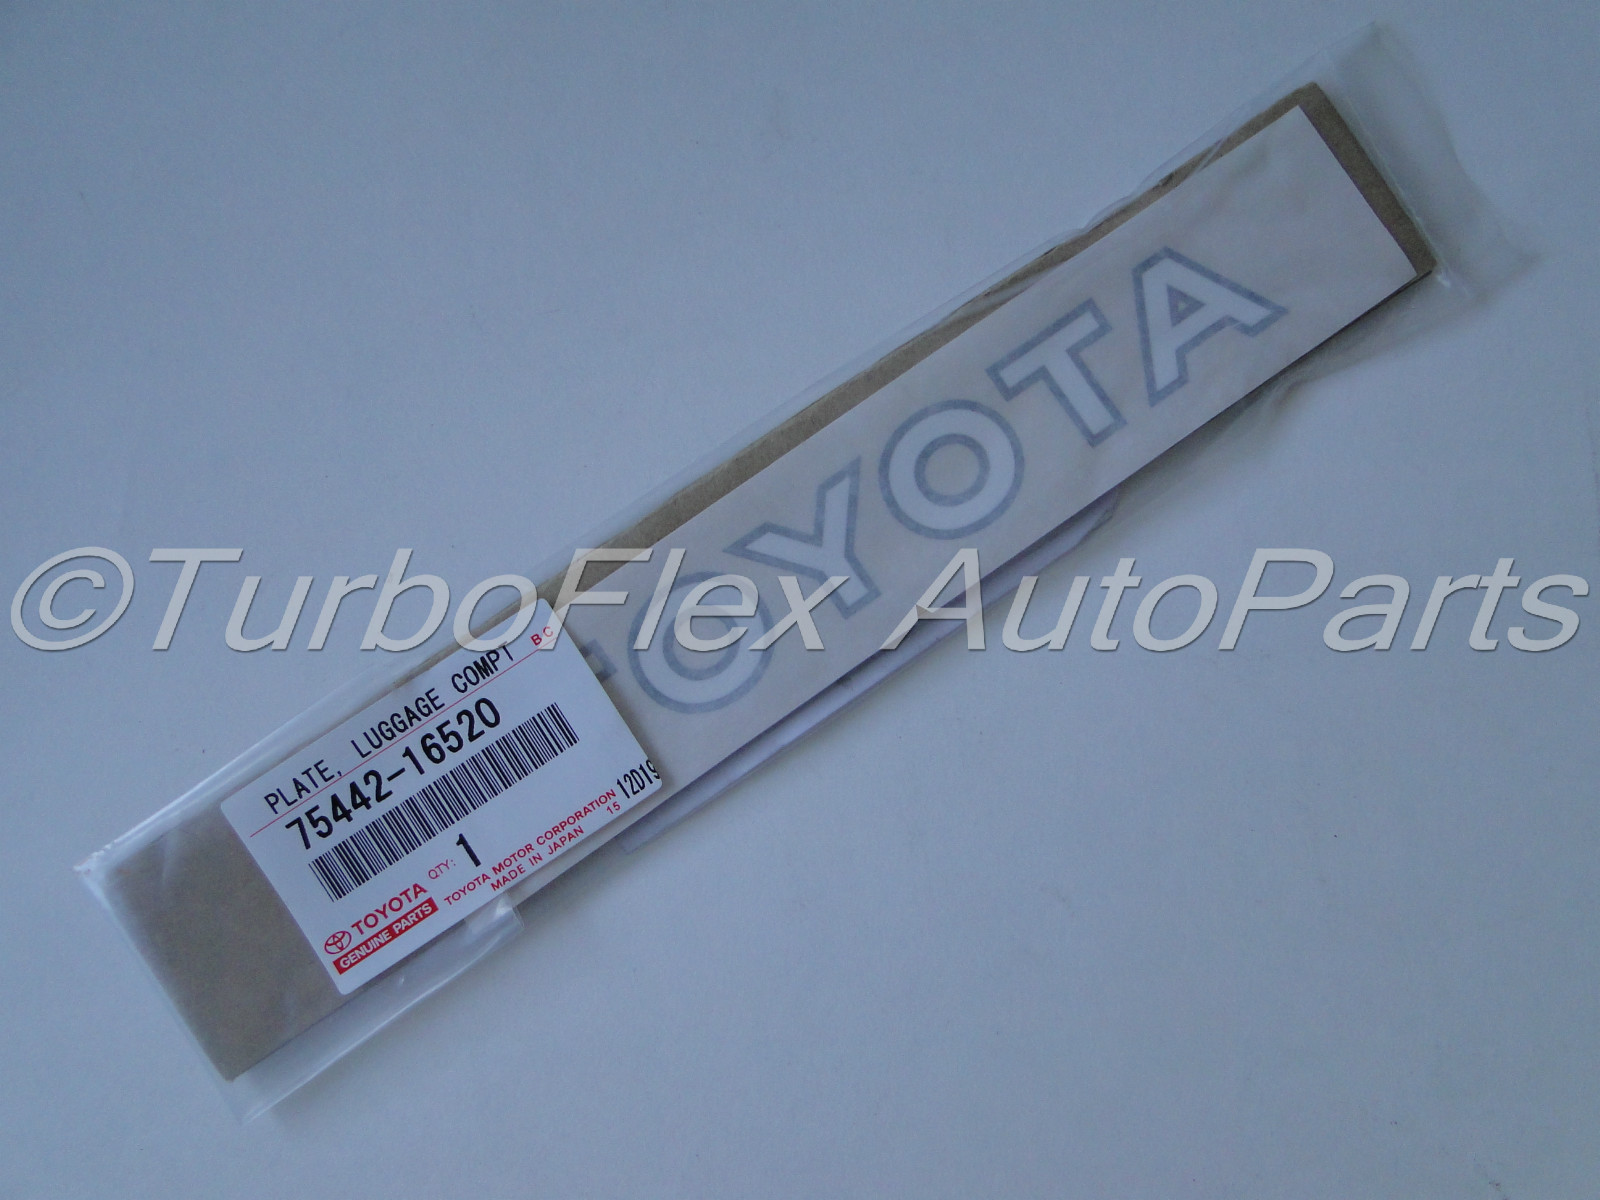 TOYOTA
©TurboFlex AutoParts
B C
PLATE, LUGGAGE COMPT
75442-16520
QTY: 1
TOYOTA
GENUINE PARTS
TOYOTA MOTOR CORPORATION
MADE IN JAPAN 15
12D19